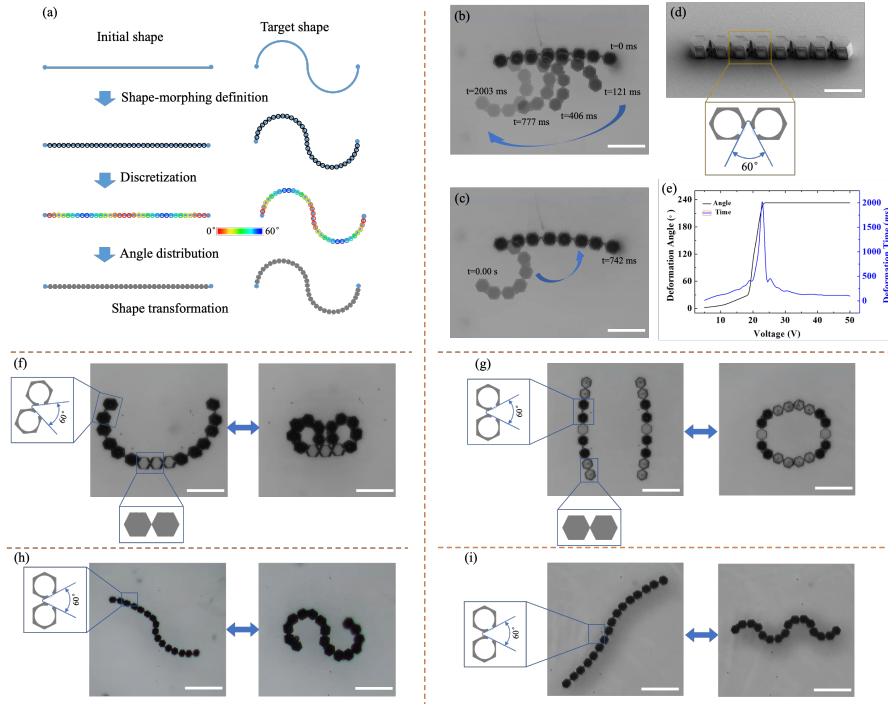 (a)
Initial shape
Target shape
Shape-morphing definition
Discretization
0°
60°
Angle distribution
Shape transformation
(b)
t=0 ms
t=2003 ms
t=121 ms
t=406 ms
t=777 ms
(c)
t=0.00 s
t=742 ms
(d)
60°
(e)
Angle
Time
240
180
120
60
0
Deformation Angle (°)
2000
1500
1000
500
0
Deformation Time (ms)
10
20
30
40
50
Voltage (V)
(f)
60°
(g)
60°
(h)
60°
(i)
60°